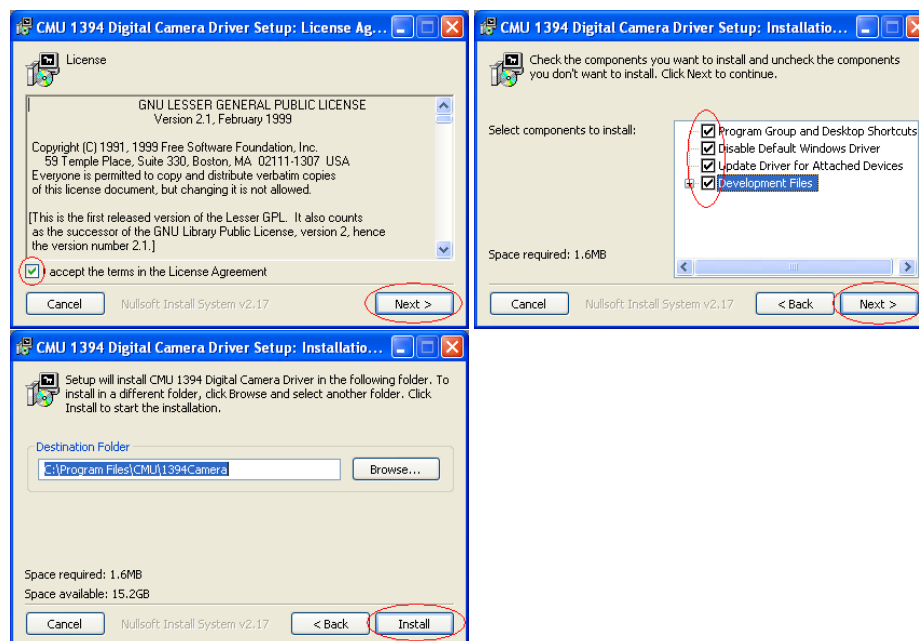 CMU 1394 Digital Camera Driver Setup: License Ag...
License
GNU LESSER GENERAL PUBLIC LICENSE
Version 2.1, February 1999
Copyright (C) 1991, 1999 Free Software Foundation, Inc.
59 Temple Place, Suite 330, Boston, MA  02111-1307  USA
Everyone is permitted to copy and distribute verbatim copies
of this license document, but changing it is not allowed.
[This is the first released version of the Lesser GPL.  It also counts
as the successor of the GNU Library Public License, version 2, hence
the version number 2.1.]
I accept the terms in the License Agreement
Cancel
Nullsoft Install System v2.17
Next >
CMU 1394 Digital Camera Driver Setup: Installatio...
Check the components you want to install and uncheck the components
you don't want to install. Click Next to continue.
Select components to install:
Program Group and Desktop Shortcuts
Disable Default Windows Driver
Update Driver for Attached Devices
Development Files
Space required: 1.6MB
Cancel
Nullsoft Install System v2.17
< Back
Next >
CMU 1394 Digital Camera Driver Setup: Installatio...
Setup will install CMU 1394 Digital Camera Driver in the following folder. To
install in a different folder, click Browse and select another folder. Click
Install to start the installation.
Destination Folder
C:\Program Files\CMU\1394Camera
Browse...
Space required: 1.6MB
Space available: 15.2GB
Cancel
Nullsoft Install System v2.17
< Back
Install